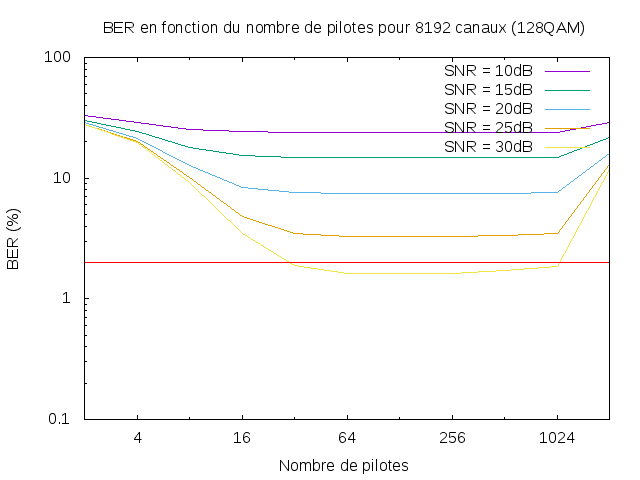 BER en fonction du nombre de pilotes pour 8192 canaux (128QAM)
100
10
1
0.1
BER (%)
SNR = 10dB
SNR = 15dB
SNR = 20dB
SNR = 25dB
SNR = 30dB
4 16 64 256 1024
Nombre de pilotes